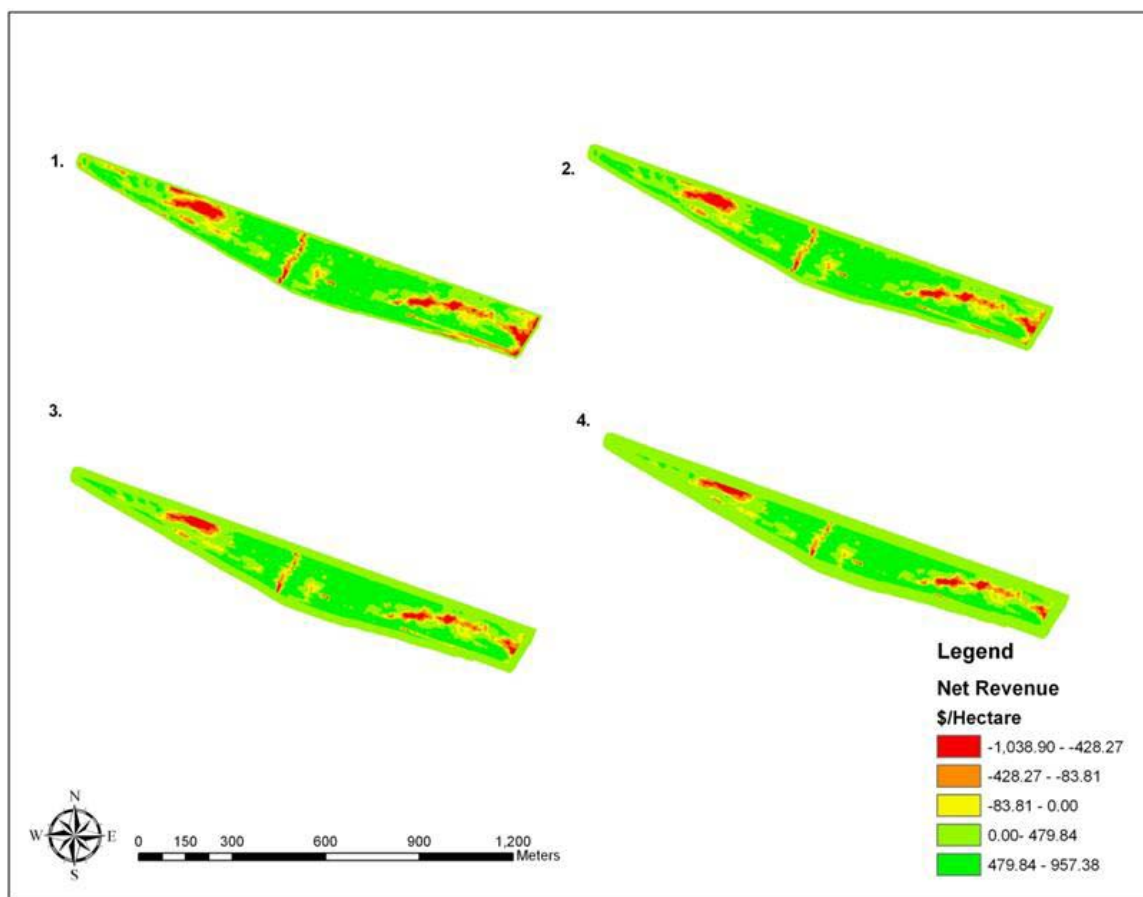 1.
2.
3.
4.
Legend
Net Revenue
$/Hectare
-1,038.90 - -428.27
-428.27 - -83.81
-83.81 - 0.00
0.00- 479.84
479.84 - 957.38
N
W E
S
0 150 300 600 900 1,200
Meters